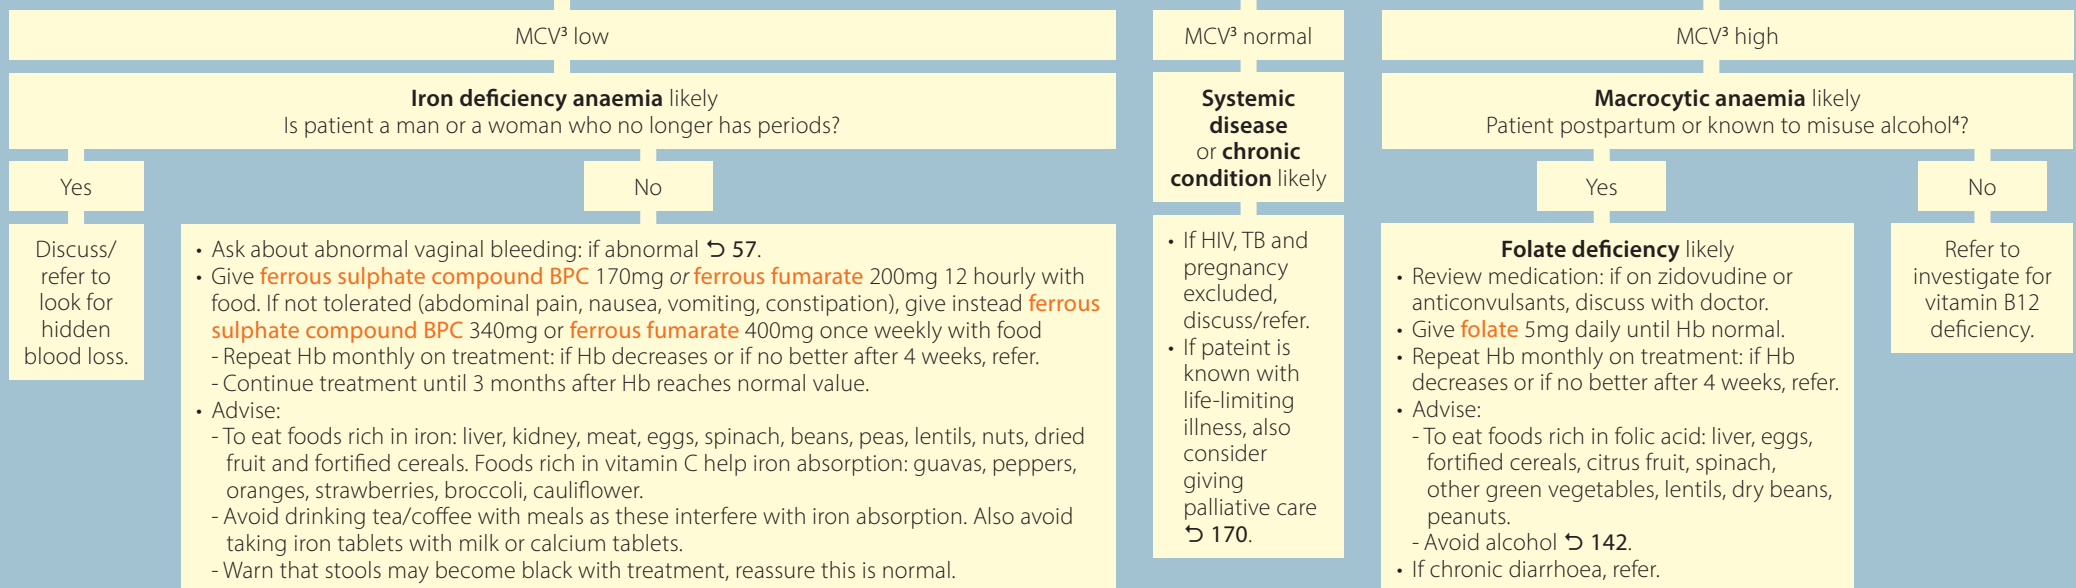 MCV³ low
Iron deficiency anaemia likely
Is patient a man or a woman who no longer has periods?
Yes
Discuss/
refer to
look for
hidden
blood loss.
No
• Ask about abnormal vaginal bleeding: if abnormal ⮌ 57.
• Give ferrous sulphate compound BPC 170mg or ferrous fumarate 200mg 12 hourly with
food. If not tolerated (abdominal pain, nausea, vomiting, constipation), give instead ferrous
sulphate compound BPC 340mg or ferrous fumarate 400mg once weekly with food
- Repeat Hb monthly on treatment: if Hb decreases or if no better after 4 weeks, refer.
- Continue treatment until 3 months after Hb reaches normal value.
• Advise:
- To eat foods rich in iron: liver, kidney, meat, eggs, spinach, beans, peas, lentils, nuts, dried
fruit and fortified cereals. Foods rich in vitamin C help iron absorption: guavas, peppers,
oranges, strawberries, broccoli, cauliflower.
- Avoid drinking tea/coffee with meals as these interfere with iron absorption. Also avoid
taking iron tablets with milk or calcium tablets.
- Warn that stools may become black with treatment, reassure this is normal.
MCV³ normal
Systemic
disease
or chronic
condition likely
• If HIV, TB and
pregnancy
excluded,
discuss/refer.
• If pateint is
known with
life-limiting
illness, also
consider
giving
palliative care
⮌ 170.
MCV³ high
Macrocytic anaemia likely
Patient postpartum or known to misuse alcohol⁴?
Yes
Folate deficiency likely
• Review medication: if on zidovudine or
anticonvulsants, discuss with doctor.
• Give folate 5mg daily until Hb normal.
• Repeat Hb monthly on treatment: if Hb
decreases or if no better after 4 weeks, refer.
• Advise:
- To eat foods rich in folic acid: liver, eggs,
fortified cereals, citrus fruit, spinach,
other green vegetables, lentils, dry beans,
peanuts.
- Avoid alcohol ⮌ 142.
• If chronic diarrhoea, refer.
No
Refer to
investigate for
vitamin B12
deficiency.